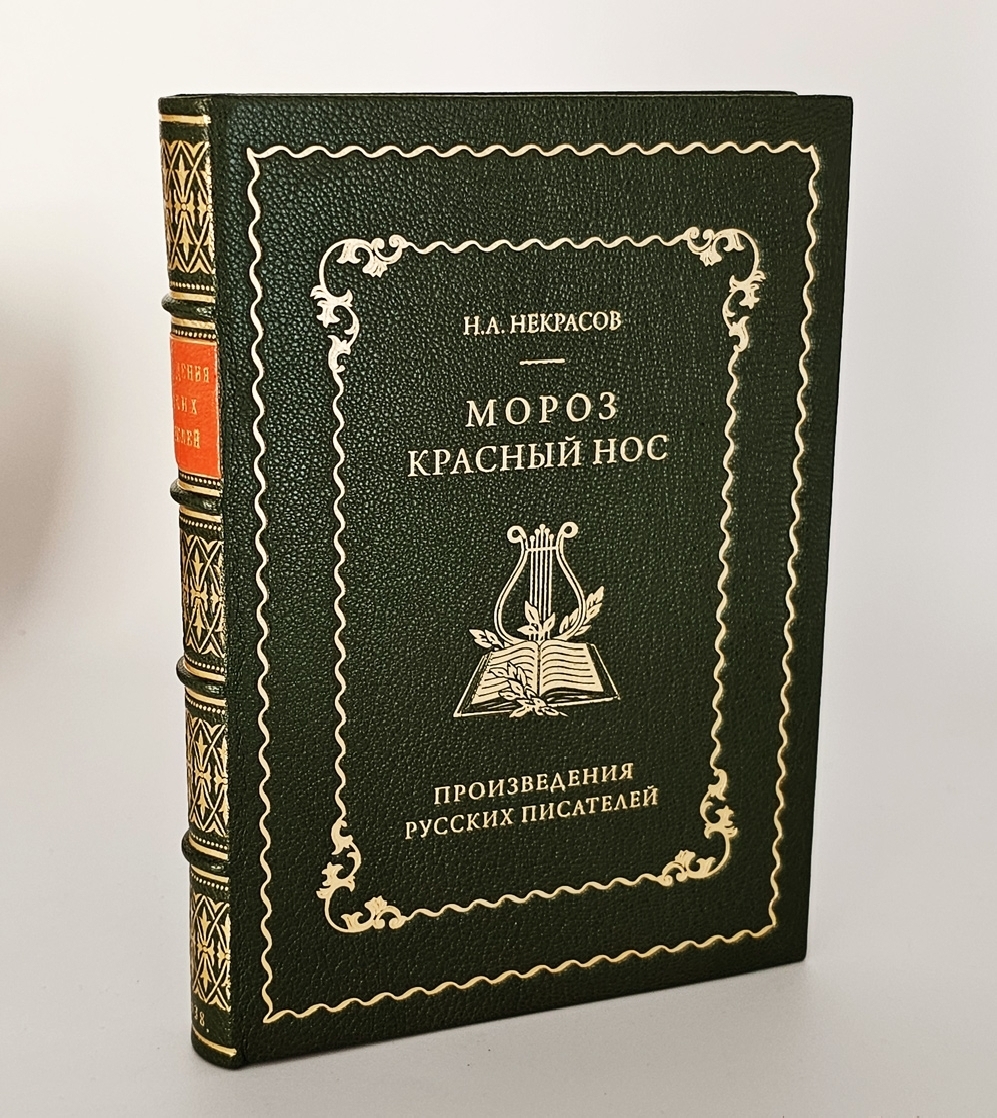 Н.А. НЕКРАСОВ
МОРОЗ
КРАСНЫЙ НОС
ПРОИЗВЕДЕНИЯ
РУССКИХ ПИСАТЕЛЕЙ